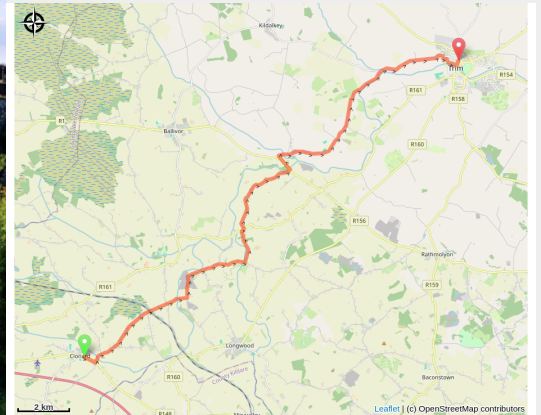 Kildalkey
Trim
R154
R161
R158
Ballivor
R160
R156
Rathmolyon
R161
R159
Clonard
Longwood
R160
County Kildare
Baconstown
R148
2 km
Leaflet | (c) OpenStreetMap contributors